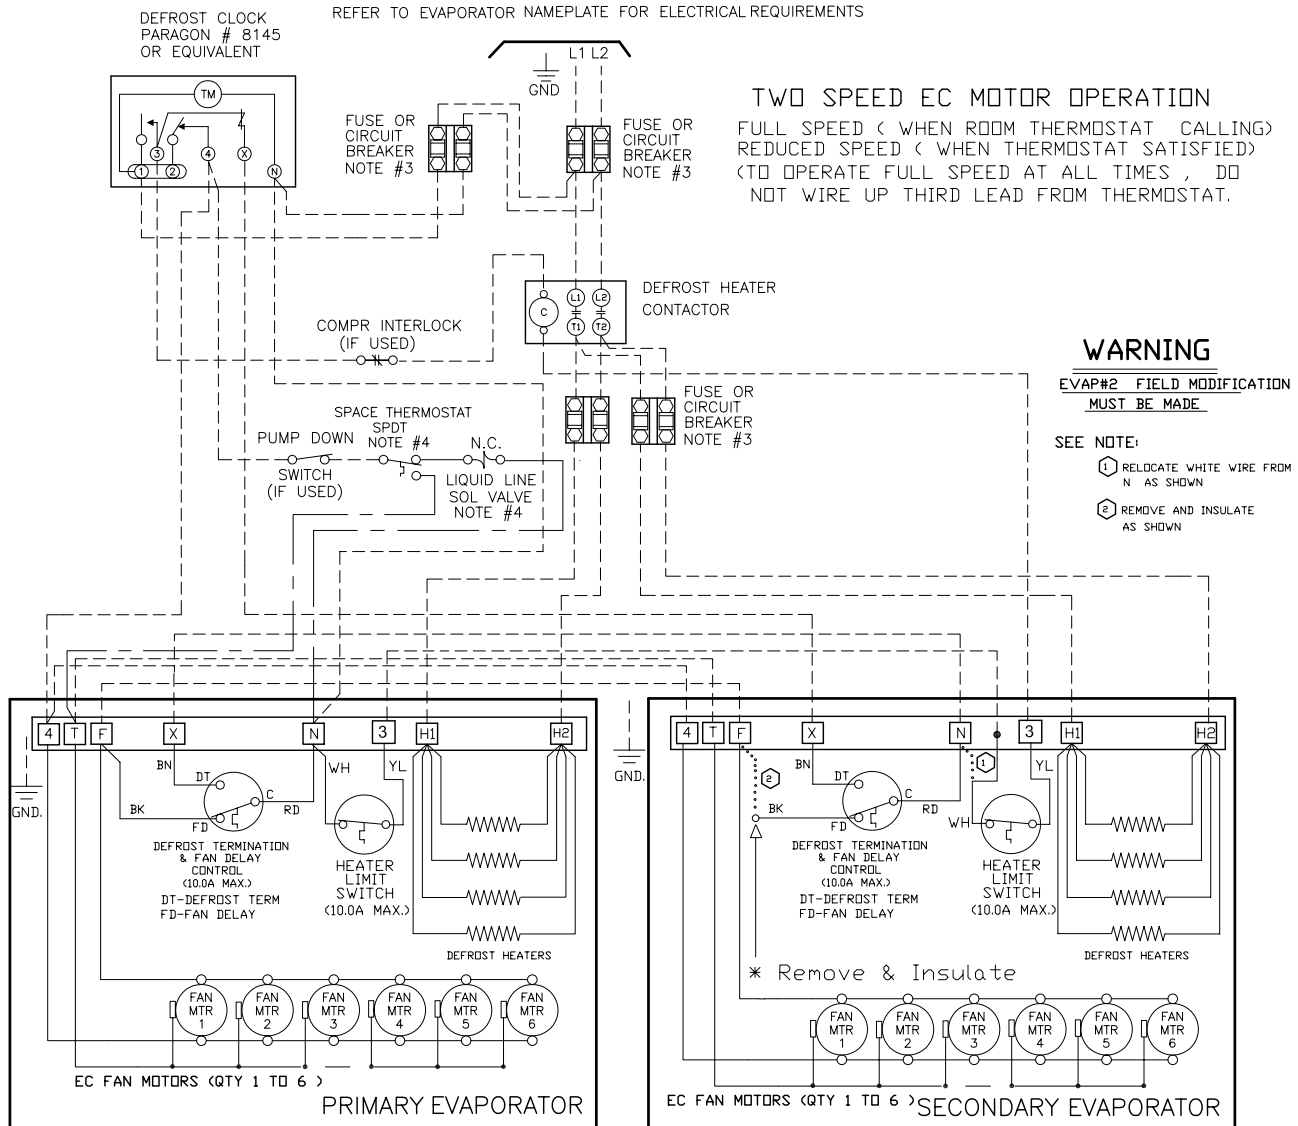 REFER TO EVAPORATOR NAMEPLATE FOR ELECTRICAL REQUIREMENTS
DEFROST CLOCK
PARAGON # 8145
OR EQUIVALENT
TM
3
4
X
1
2
N
FUSE OR
CIRCUIT
BREAKER
NOTE #3
L1 L2
GND
FUSE OR
CIRCUIT
BREAKER
NOTE #3
TWO SPEED EC MOTOR OPERATION
FULL SPEED ( WHEN ROOM THERMOSTAT CALLING)
REDUCED SPEED ( WHEN THERMOSTAT SATISFIED)
(TO OPERATE FULL SPEED AT ALL TIMES , DO
NOT WIRE UP THIRD LEAD FROM THERMOSTAT.
DEFROST HEATER
CONTACTOR
C
L1
L2
T1
T2
COMPR INTERLOCK
(IF USED)
WARNING
EVAP#2 FIELD MODIFICATION
MUST BE MADE
SEE NOTE:
1 RELOCATE WHITE WIRE FROM
N AS SHOWN
2 REMOVE AND INSULATE
AS SHOWN
FUSE OR
CIRCUIT
BREAKER
NOTE #3
SPACE THERMOSTAT
SPDT
NOTE #4
PUMP DOWN
SWITCH
(IF USED)
N.C.
LIQUID LINE
SOL VALVE
NOTE #4
4
T
F
X
N
3
H1
H2
GND.
BN
DT
C
RD
BK
FD
WH
YL
DEFROST TERMINATION
& FAN DELAY
CONTROL
(10.0A MAX.)
DT-DEFROST TERM
FD-FAN DELAY
HEATER
LIMIT
SWITCH
(10.0A MAX.)
DEFROST HEATERS
FAN
MTR
1
FAN
MTR
2
FAN
MTR
3
FAN
MTR
4
FAN
MTR
5
FAN
MTR
6
EC FAN MOTORS (QTY 1 TO 6 )
PRIMARY EVAPORATOR
4
T
F
X
N
3
H1
H2
GND.
2
1
BN
DT
C
RD
BK
FD
WH
YL
DEFROST TERMINATION
& FAN DELAY
CONTROL
(10.0A MAX.)
DT-DEFROST TERM
FD-FAN DELAY
HEATER
LIMIT
SWITCH
(10.0A MAX.)
DEFROST HEATERS
* Remove & Insulate
FAN
MTR
1
FAN
MTR
2
FAN
MTR
3
FAN
MTR
4
FAN
MTR
5
FAN
MTR
6
EC FAN MOTORS (QTY 1 TO 6 )
SECONDARY EVAPORATOR